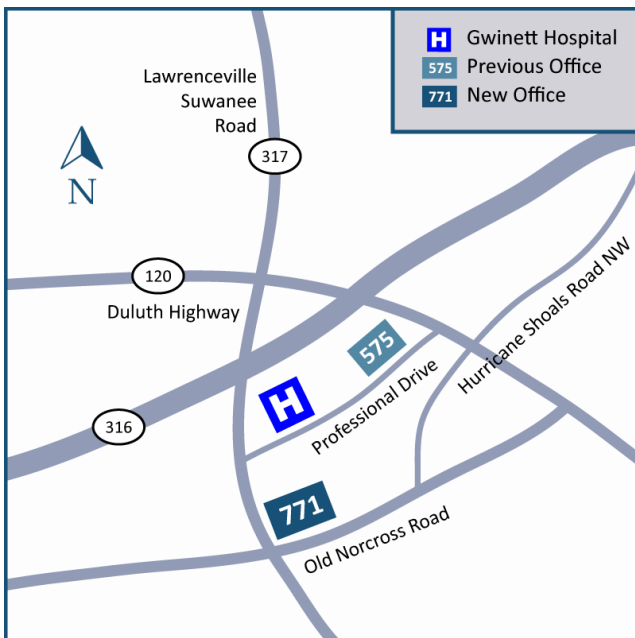 H Gwinett Hospital
575 Previous Office
771 New Office
Lawrenceville
Suwanee
Road
317
N
120
Duluth Highway
Hurricane Shoals Road NW
575
H
Professional Drive
316
771
Old Norcross Road